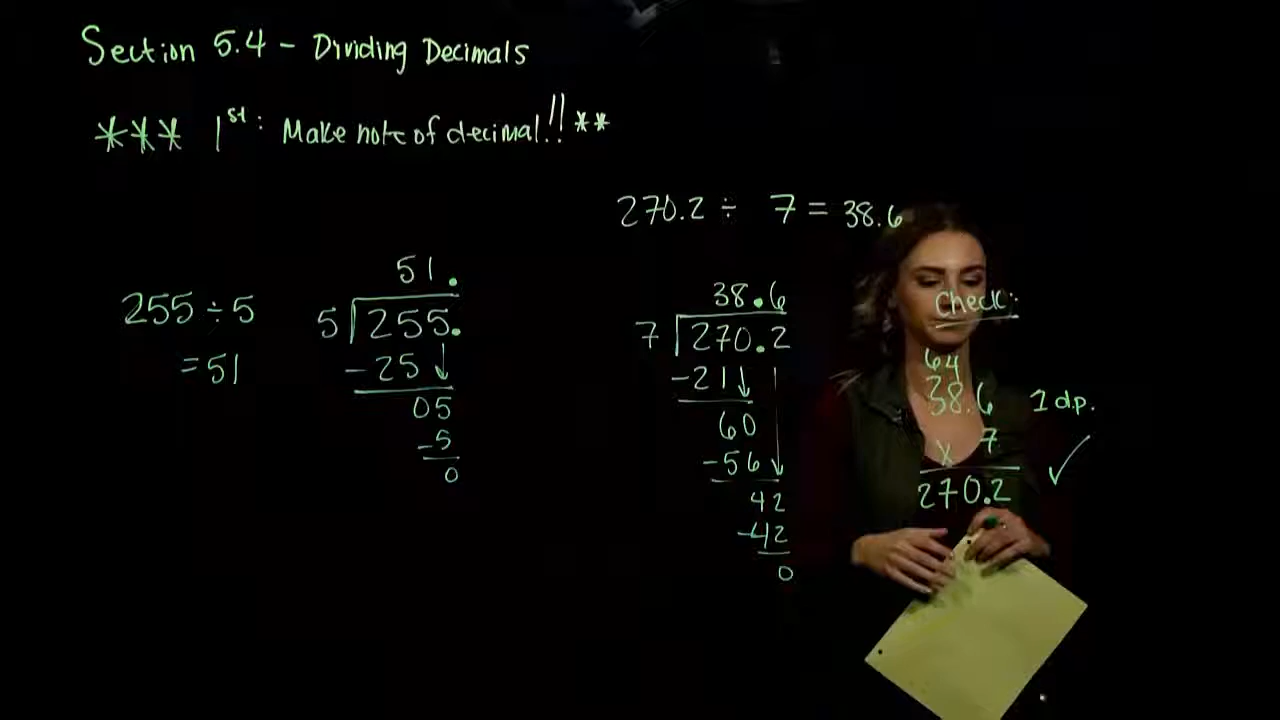 Section 5.4 - Dividing Decimals
*** 1st: Make note of decimal!!**
270.2 ÷ 7 = 38.6
255 ÷ 5
= 51
51.
5 255.
-25
05
-5
0
38.6
7 270.2
-21
60
-56
42
-42
0
Check:
64
38.6 1 d.p.
x 7
270.2 ✓